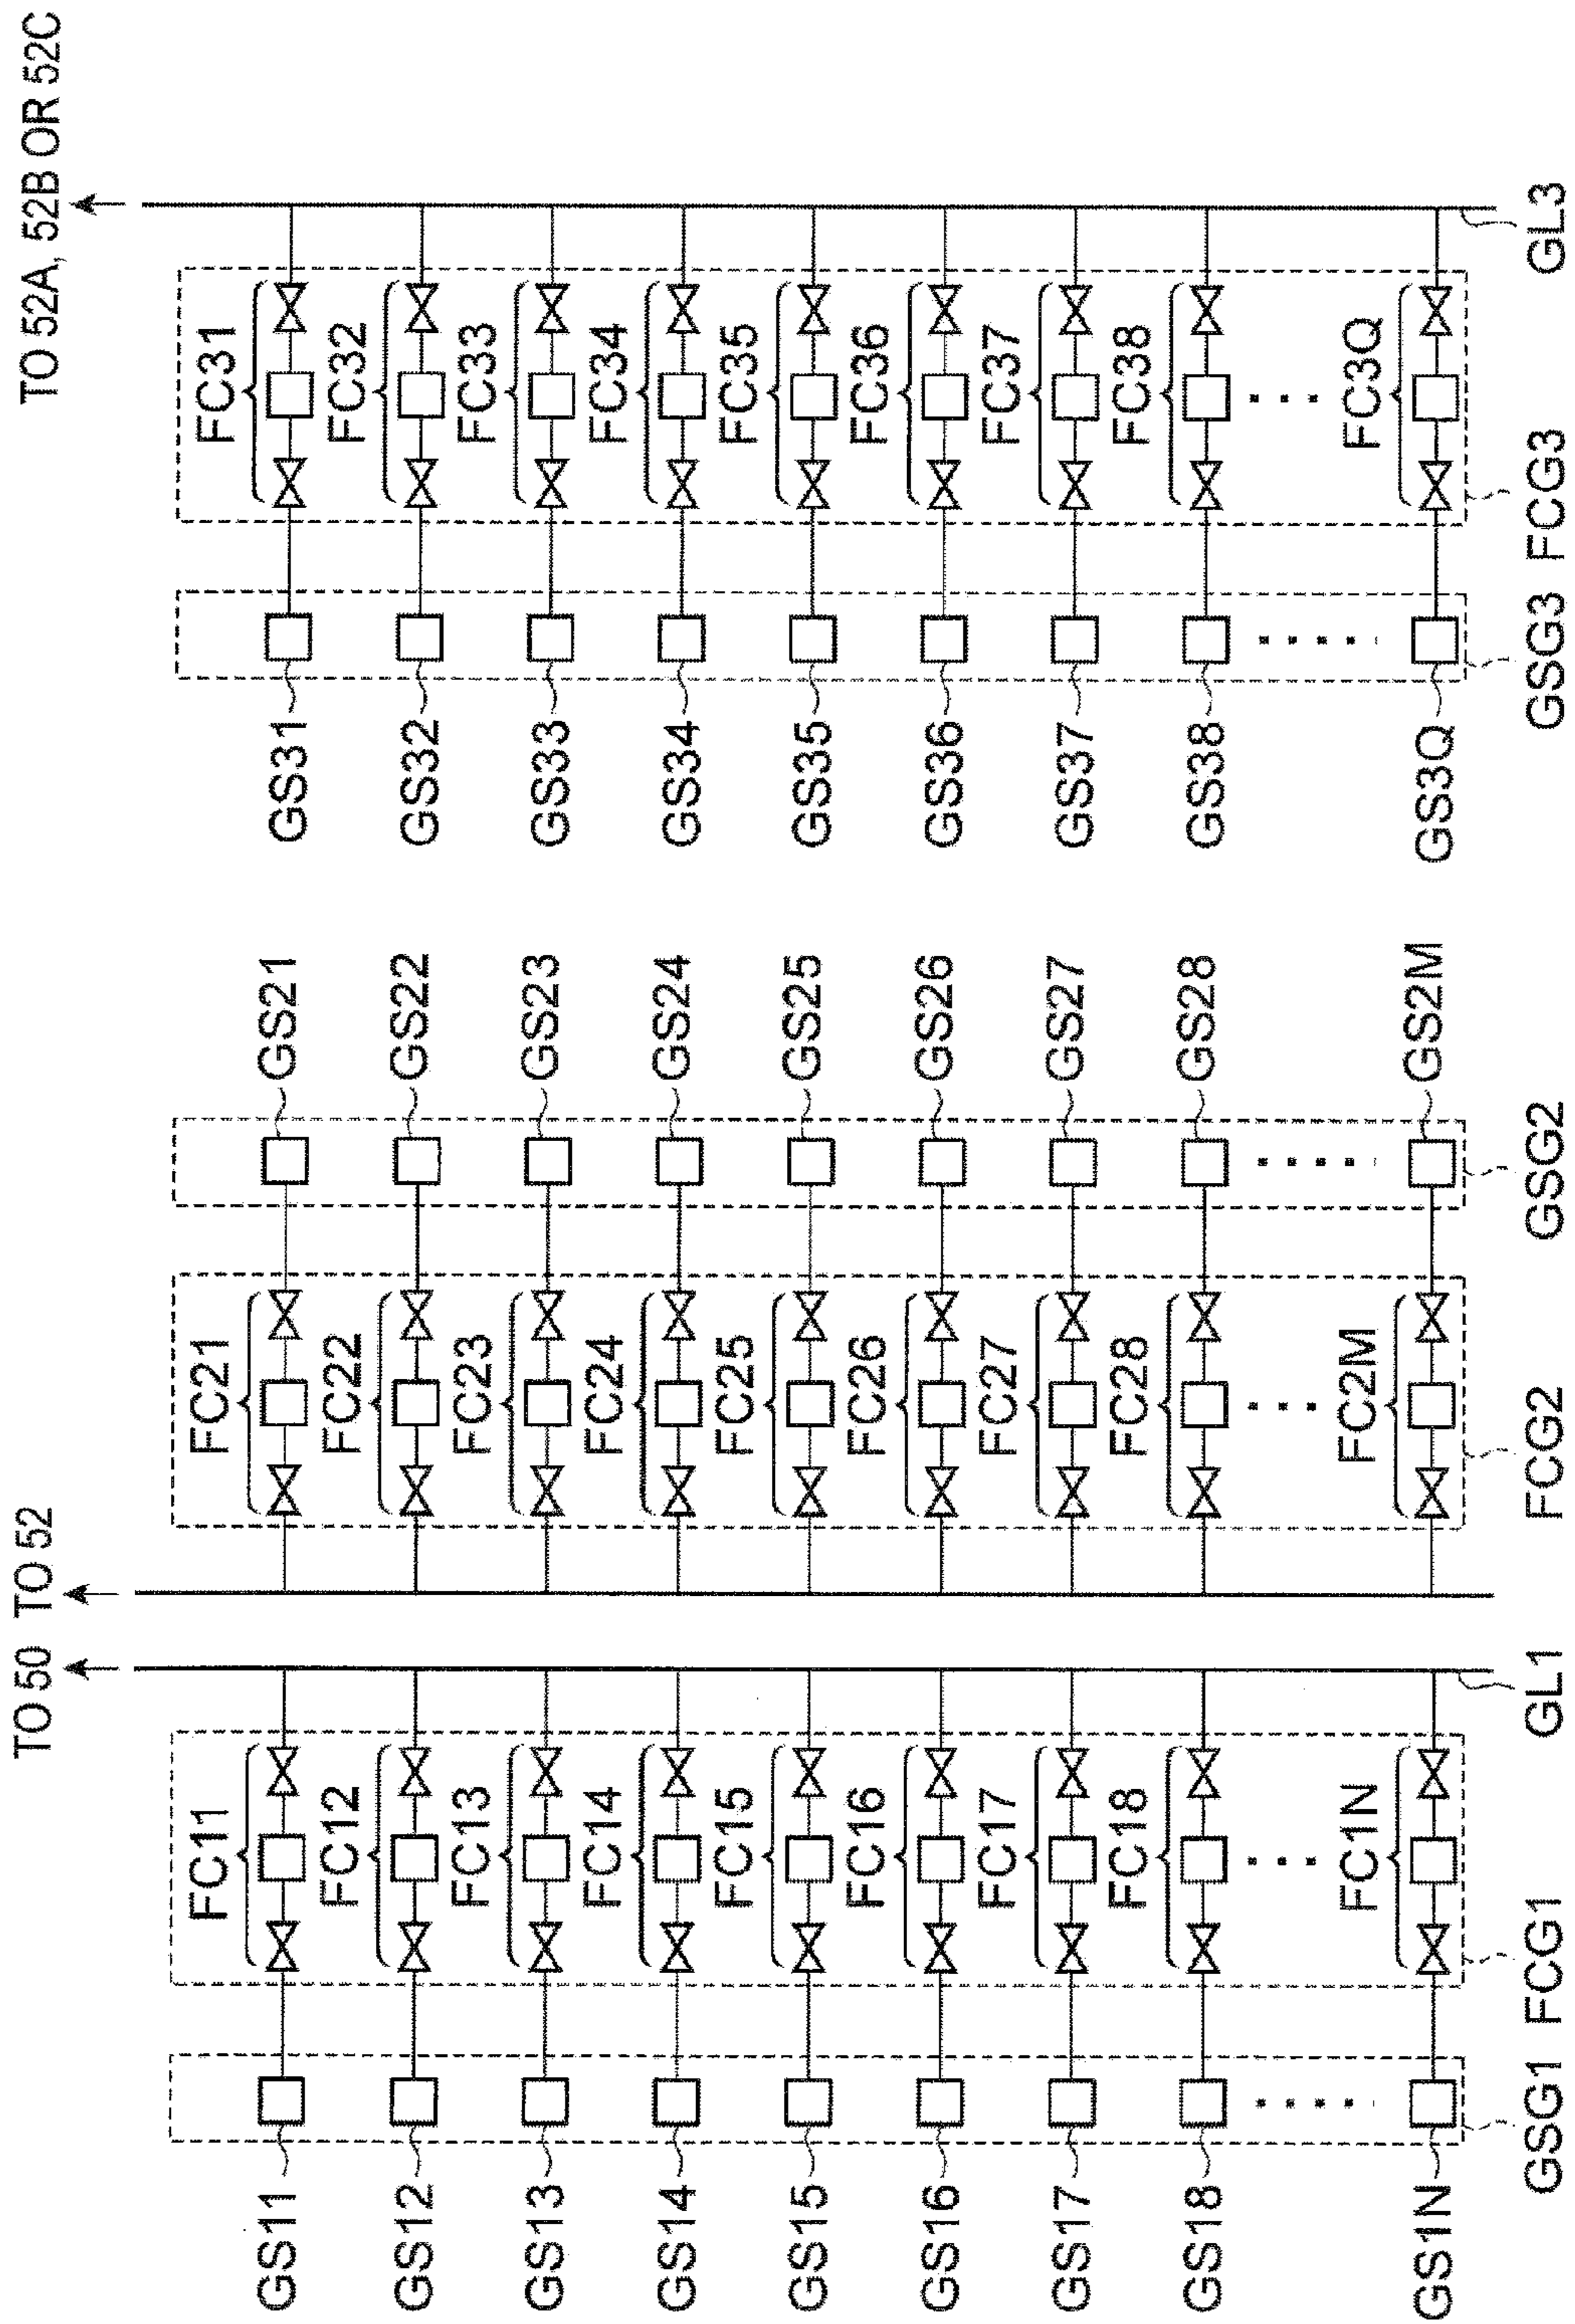 TO 50
TO 52
TO 52A, 52B OR 52C
GS11
GS12
GS13
GS14
GS15
GS16
GS17
GS18
GS1N
FC11
FC12
FC13
FC14
FC15
FC16
FC17
FC18
FC1N
FC21
FC22
FC23
FC24
FC25
FC26
FC27
FC28
FC2M
GS21
GS22
GS23
GS24
GS25
GS26
GS27
GS28
GS2M
GS31
GS32
GS33
GS34
GS35
GS36
GS37
GS38
GS3Q
FC31
FC32
FC33
FC34
FC35
FC36
FC37
FC38
FC3Q
GSG1
FCG1
GL1
FCG2
GSG2
GSG3
FCG3
GL3